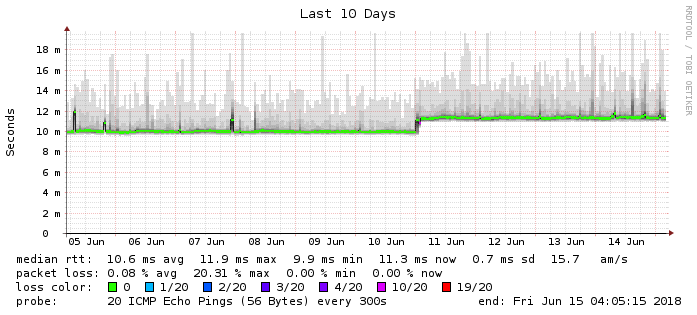 Last 10 Days
RRDTOOL / TOBI OETIKER
Seconds
18 m
16 m
14 m
12 m
10 m
8 m
6 m
4 m
2 m
0
05 Jun 06 Jun 07 Jun 08 Jun 09 Jun 10 Jun 11 Jun 12 Jun 13 Jun 14 Jun
median rtt: 10.6 ms avg 11.9 ms max 9.9 ms min 11.3 ms now 0.7 ms sd 15.7 am/s
packet loss: 0.08 % avg 20.31 % max 0.00 % min 0.00 % now
loss color: 0 1/20 2/20 3/20 4/20 10/20 19/20
probe: 20 ICMP Echo Pings (56 Bytes) every 300s end: Fri Jun 15 04:05:15 2018